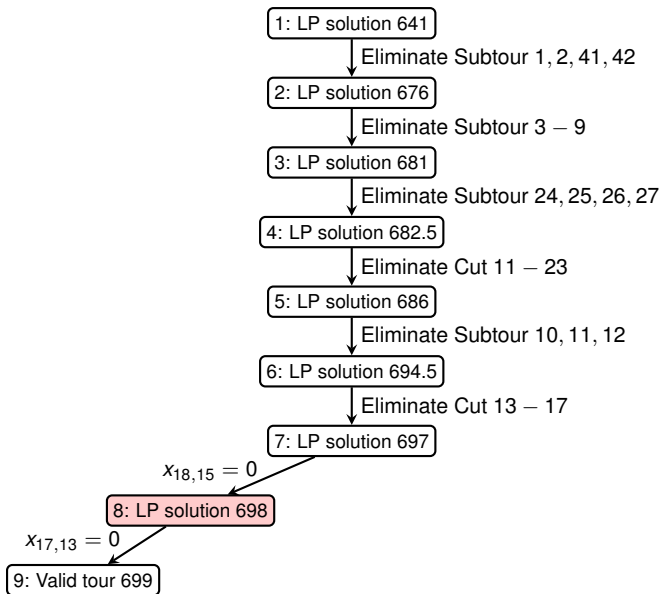 1: LP solution 641
Eliminate Subtour 1, 2, 41, 42
2: LP solution 676
Eliminate Subtour 3 − 9
3: LP solution 681
Eliminate Subtour 24, 25, 26, 27
4: LP solution 682.5
Eliminate Cut 11 − 23
5: LP solution 686
Eliminate Subtour 10, 11, 12
6: LP solution 694.5
Eliminate Cut 13 − 17
7: LP solution 697
x18,15 = 0
8: LP solution 698
x17,13 = 0
9: Valid tour 699